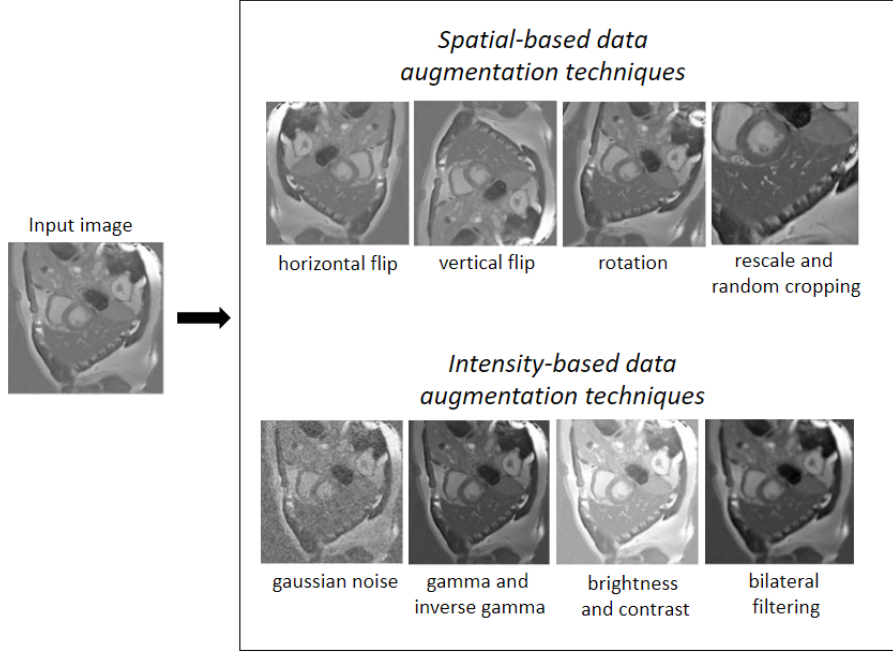 Spatial-based data
augmentation techniques
Input image
horizontal flip
vertical flip
rotation
rescale and
random cropping
Intensity-based data
augmentation techniques
gaussian noise
gamma and
inverse gamma
brightness
and contrast
bilateral
filtering